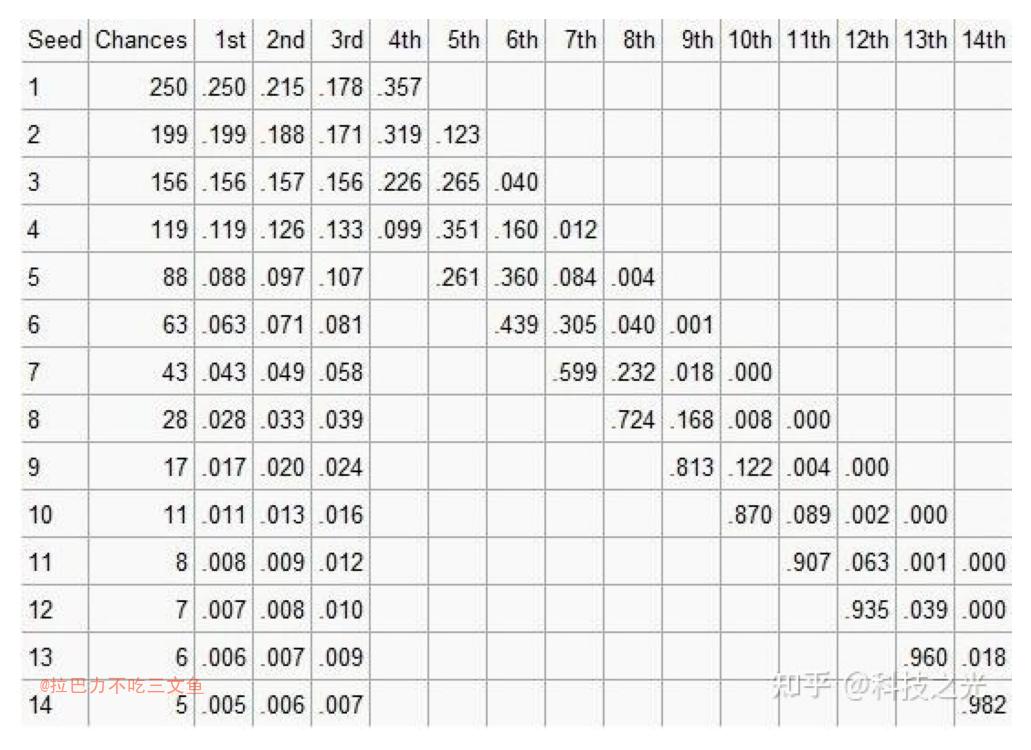 Seed Chances 1st 2nd 3rd 4th 5th 6th 7th 8th 9th 10th 11th 12th 13th 14th
1 250 .250 .215 .178 .357
2 199 .199 .188 .171 .319 .123
3 156 .156 .157 .156 .226 .265 .040
4 119 .119 .126 .133 .099 .351 .160 .012
5 88 .088 .097 .107 .261 .360 .084 .004
6 63 .063 .071 .081 .439 .305 .040 .001
7 43 .043 .049 .058 .599 .232 .018 .000
8 28 .028 .033 .039 .724 .168 .008 .000
9 17 .017 .020 .024 .813 .122 .004 .000
10 11 .011 .013 .016 .870 .089 .002 .000
11 8 .008 .009 .012 .907 .063 .001 .000
12 7 .007 .008 .010 .935 .039 .000
13 6 .006 .007 .009 .960 .018
@拉巴力不吃三文鱼
知乎 @科技之光
14 5 .005 .006 .007 .982